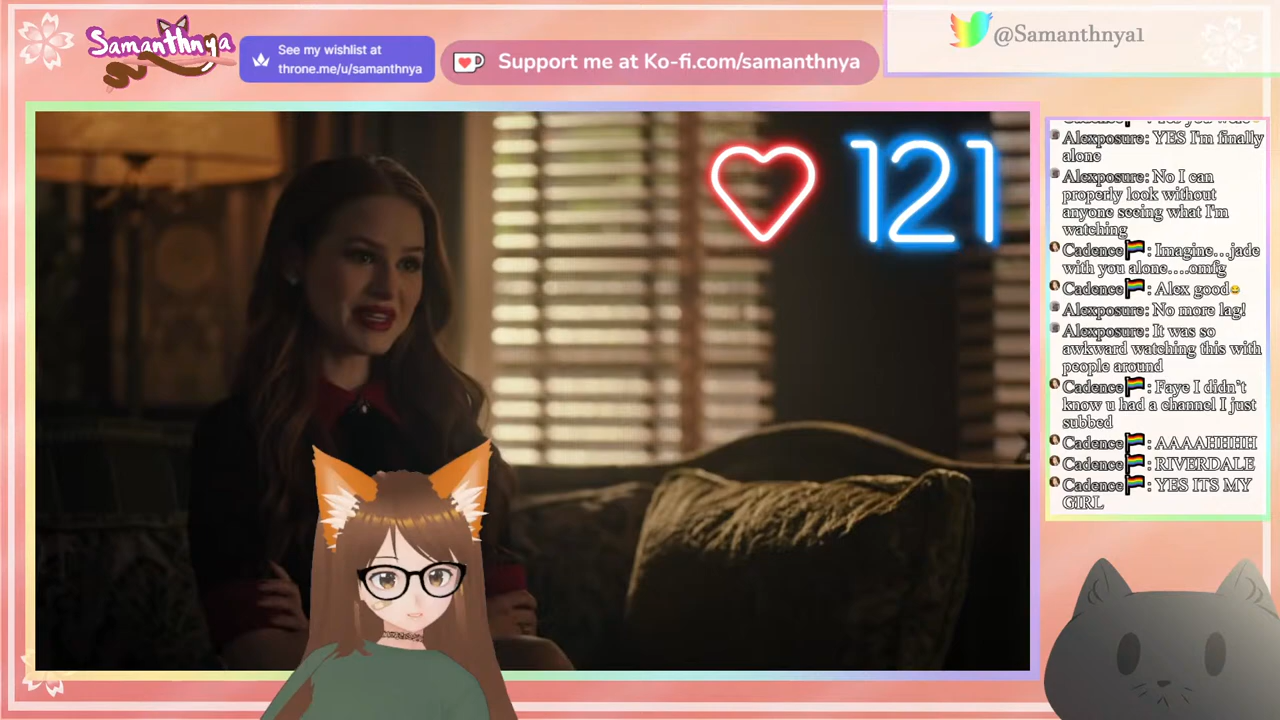 Samanthnya
See my wishlist at
throne.me/u/samanthnya
Support me at Ko-fi.com/samanthnya
@Samanthnya1
121
Alexposure: YES I'm finally
alone
Alexposure: No I can
properly look without
anyone seeing what I'm
watching
Cadence🏳️‍🌈: Imagine...jade
with you alone....omfg
Cadence🏳️‍🌈: Alex good😊
Alexposure: No more lag!
Alexposure: It was so
awkward watching this with
people around
Cadence🏳️‍🌈: Faye I didn't
know u had a channel I just
subbed
Cadence🏳️‍🌈: AAAAHHHH
Cadence🏳️‍🌈: RIVERDALE
Cadence🏳️‍🌈: YES ITS MY
GIRL